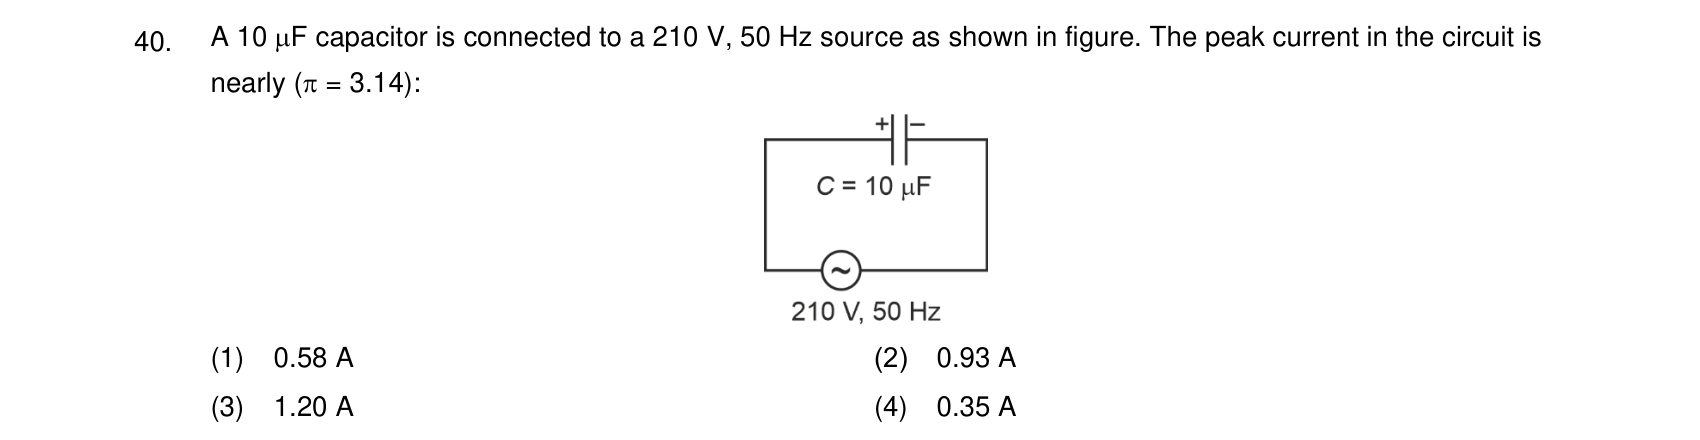 40. A 10 μF capacitor is connected to a 210 V, 50 Hz source as shown in figure. The peak current in the circuit is
nearly (π = 3.14):
+ –
C = 10 μF
~
210 V, 50 Hz
(1) 0.58 A (2) 0.93 A
(3) 1.20 A (4) 0.35 A